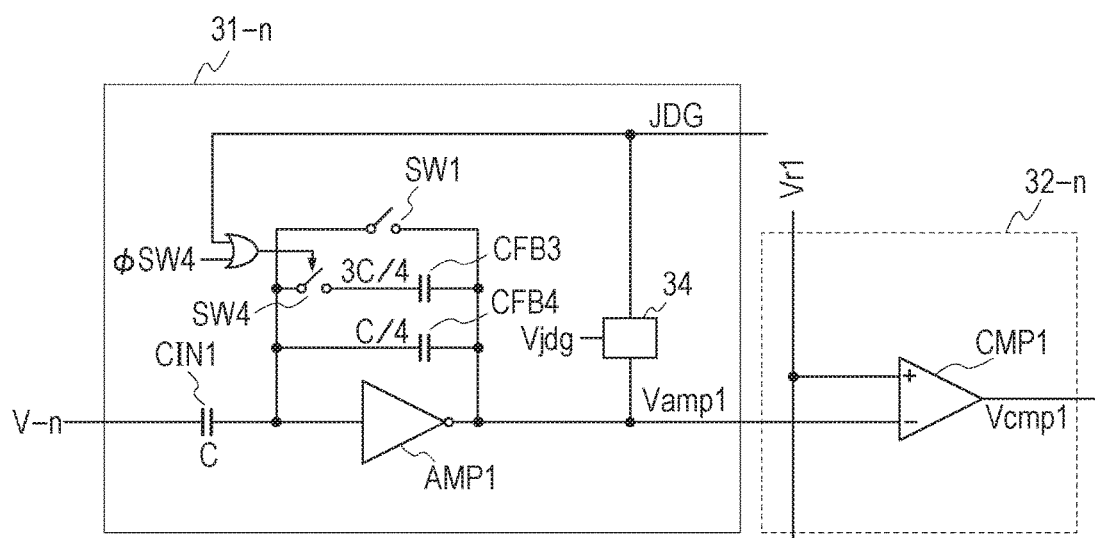 31-n
JDG
SW1
Vr1
32-n
ϕSW4
3C/4
CFB3
SW4
CFB4
34
C/4
Vjdg
CIN1
CMP1
V-n
C
AMP1
Vamp1
+
−
Vcmp1